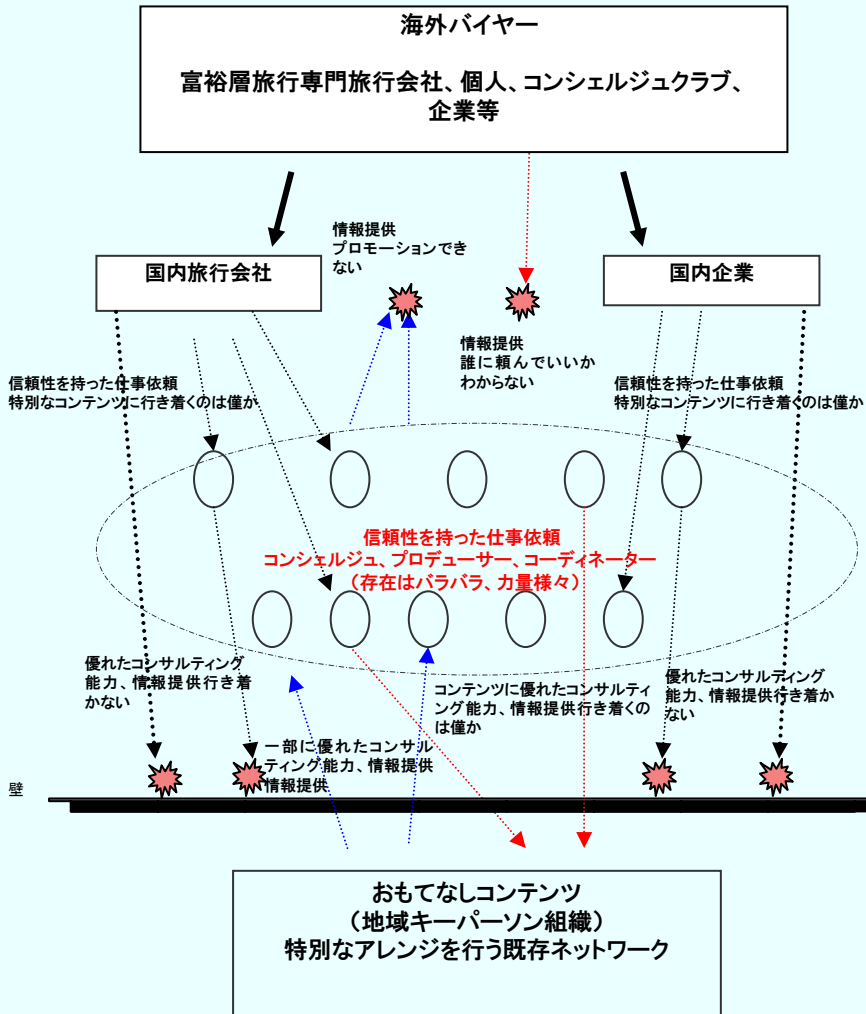 海外バイヤー
富裕層旅行専門旅行会社、個人、コンシェルジュクラブ、
企業等
情報提供
プロモーションでき
ない
国内旅行会社
国内企業
情報提供
誰に頼んでいいか
わからない
信頼性を持った仕事依頼
特別なコンテンツに行き着くのは僅か
信頼性を持った仕事依頼
特別なコンテンツに行き着くのは僅か
信頼性を持った仕事依頼
コンシェルジュ、プロデューサー、コーディネーター
（存在はバラバラ、力量様々）
優れたコンサルティング
能力、情報提供行き着
かない
コンテンツに優れたコンサルティ
ング能力、情報提供行き着くの
は僅か
優れたコンサルティング
能力、情報提供行き着か
ない
一部に優れたコンサル
ティング能力、情報提供
情報提供
壁
おもてなしコンテンツ
（地域キーパーソン組織）
特別なアレンジを行う既存ネットワーク